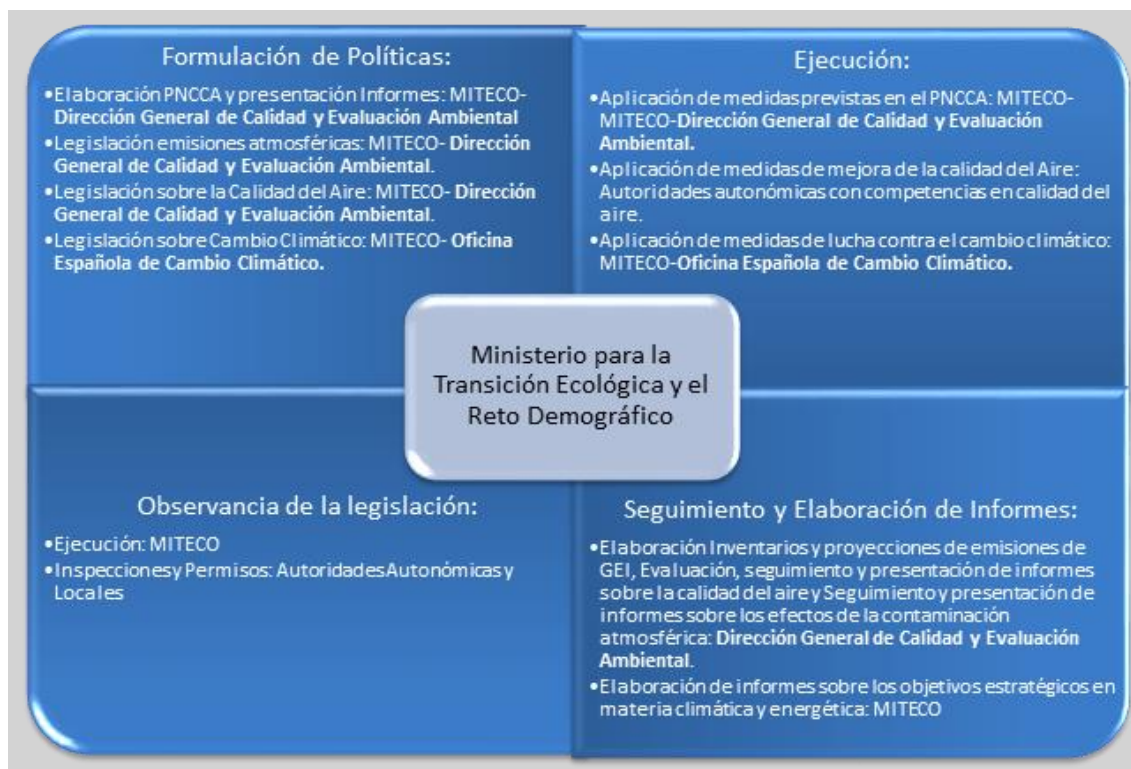 Formulación de Políticas:
•Elaboración PNCCA y presentación Informes: MITECO-
Dirección General de Calidad y Evaluación Ambiental
•Legislación emisiones atmosféricas: MITECO- Dirección
General de Calidad y Evaluación Ambiental.
•Legislación sobre la Calidad del Aire: MITECO- Dirección
General de Calidad y Evaluación Ambiental.
•Legislación sobre Cambio Climático: MITECO- Oficina
Española de Cambio Climático.
Ejecución:
•Aplicación de medidas previstas en el PNCCA: MITECO-
MITECO-Dirección General de Calidad y Evaluación
Ambiental.
•Aplicación de medidas de mejora de la calidad del Aire:
Autoridades autonómicas con competencias en calidad del
aire.
•Aplicación de medidas de lucha contra el cambio climático:
MITECO-Oficina Española de Cambio Climático.
Ministerio para la
Transición Ecológica y el
Reto Demográfico
Observancia de la legislación:
•Ejecución: MITECO
•Inspecciones y Permisos: Autoridades Autonómicas y
Locales
Seguimiento y Elaboración de Informes:
•Elaboración Inventarios y proyecciones de emisiones de
GEI, Evaluación, seguimiento y presentación de informes
sobre la calidad del aire y Seguimiento y presentación de
informes sobre los efectos de la contaminación
atmosférica: Dirección General de Calidad y Evaluación
Ambiental.
•Elaboración de informes sobre los objetivos estratégicos en
materia climática y energética: MITECO